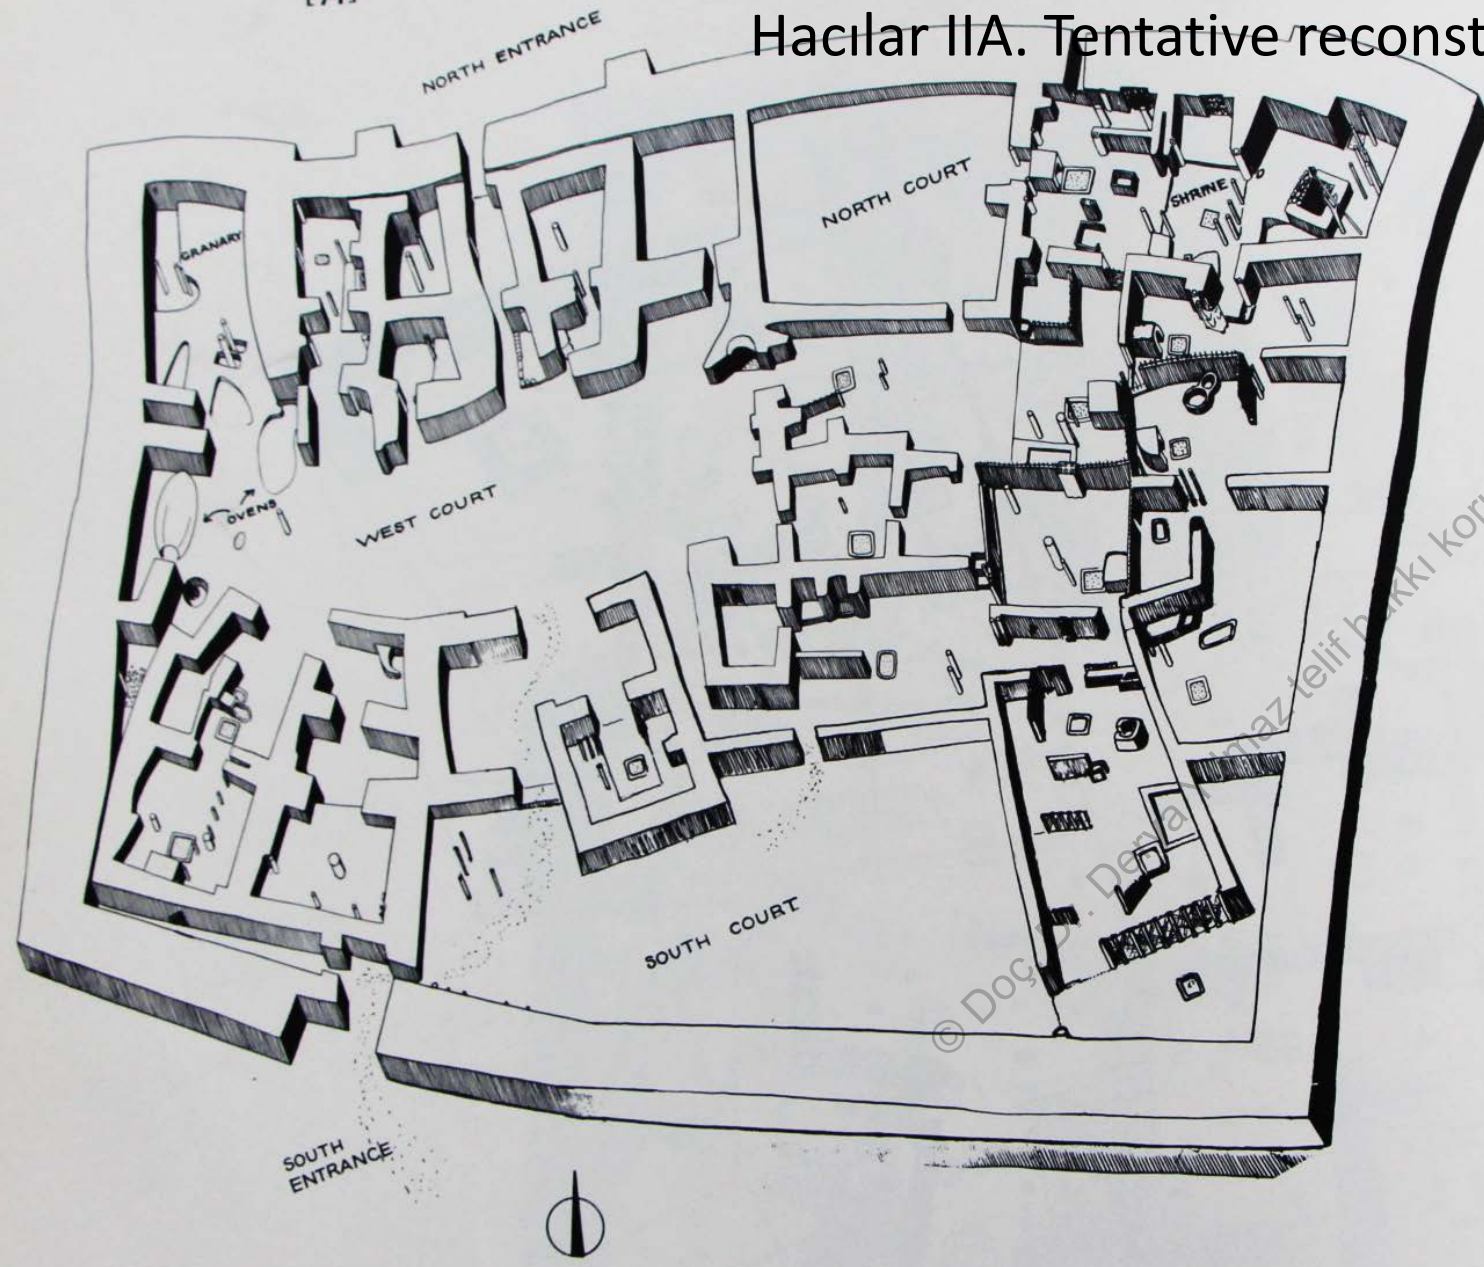 Hacılar IIA. Tentative reconst
NORTH ENTRANCE
NORTH COURT
SHRINE
GRANARY
OVENS
WEST COURT
SOUTH COURT
SOUTH
ENTRANCE
© Doç. Dr. Derya Yılmaz telif hakkı koru